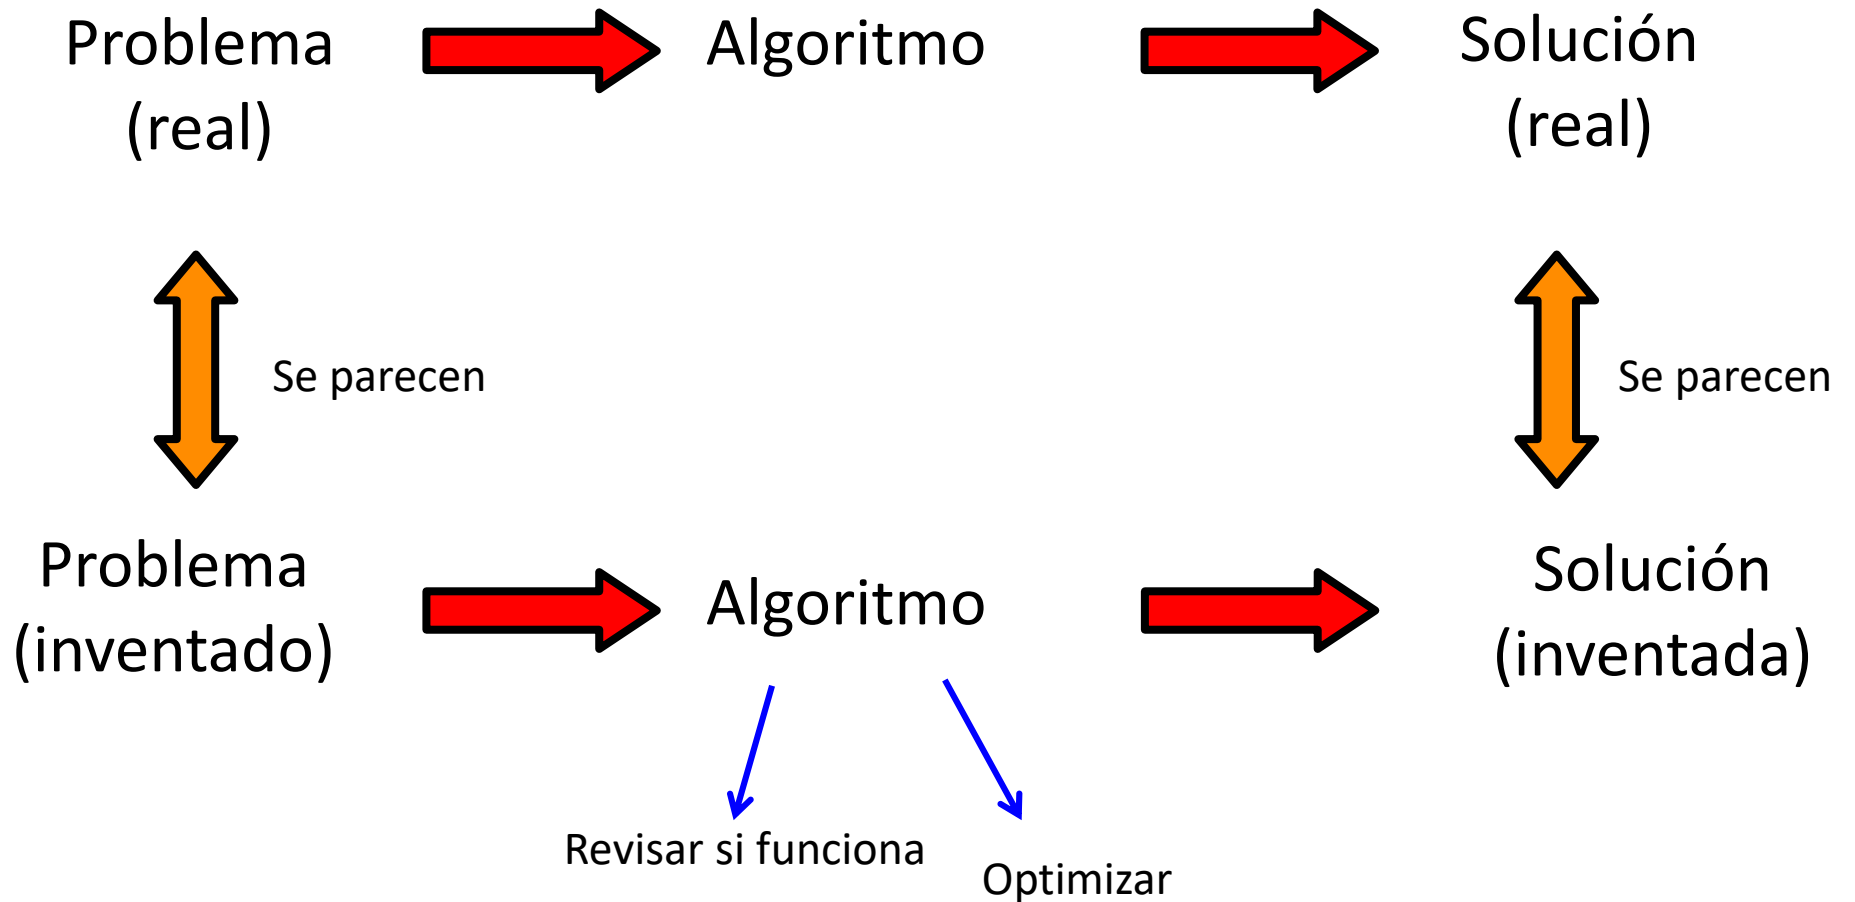 Problema
(real)
Algoritmo
Solución
(real)
Se parecen
Se parecen
Problema
(inventado)
Algoritmo
Solución
(inventada)
Revisar si funciona
Optimizar